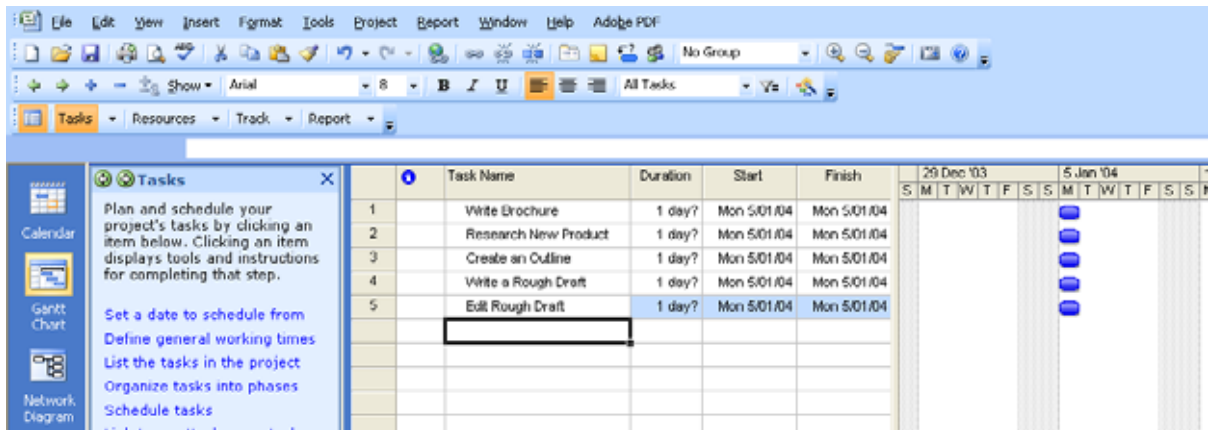 File Edit View Insert Format Tools Project Report Window Help Adobe PDF
No Group
Show Arial 8 B I U All Tasks
Tasks Resources Track Report
Calendar
Gantt
Chart
Network
Diagram
Tasks
Plan and schedule your
project's tasks by clicking an
item below. Clicking an item
displays tools and instructions
for completing that step.
Set a date to schedule from
Define general working times
List the tasks in the project
Organize tasks into phases
Schedule tasks
Task Name Duration Start Finish
1 Write Brochure 1 day? Mon 5/01/04 Mon 5/01/04
2 Research New Product 1 day? Mon 5/01/04 Mon 5/01/04
3 Create an Outline 1 day? Mon 5/01/04 Mon 5/01/04
4 Write a Rough Draft 1 day? Mon 5/01/04 Mon 5/01/04
5 Edit Rough Draft 1 day? Mon 5/01/04 Mon 5/01/04
29 Dec '03 5 Jan '04
S M T W T F S S M T W T F S S